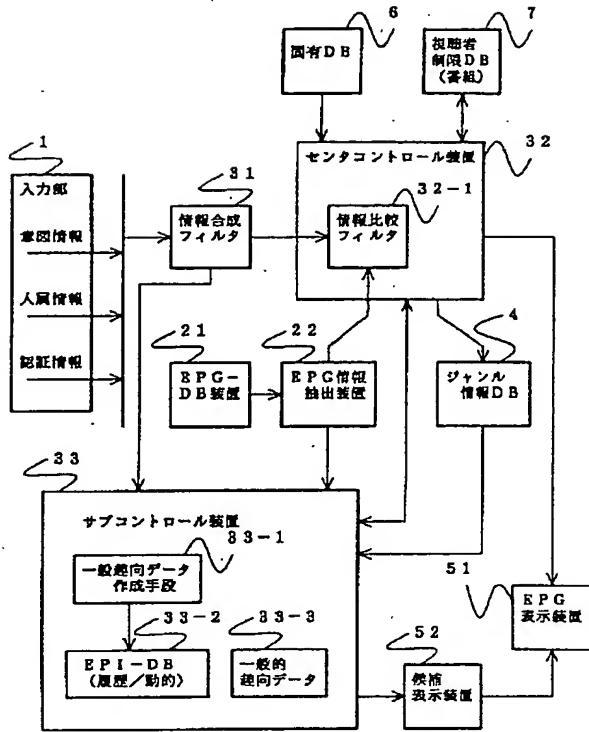 6
7
固有DB
視聴者
制限DB
(番組)
1
31
32
入力部
情報合成
フィルタ
センタコントロール装置
32-1
情報比較
フィルタ
意図情報
人属情報
認証情報
21
22
4
EPG-
DB装置
EPG情報
抽出装置
ジャンル
情報DB
33
サブコントロール装置
33-1
一般趣向データ
作成手段
33-2
33-3
EPI-DB
(履歴/動的)
一般的
趣向データ
51
EPG
表示装置
52
候補
表示装置